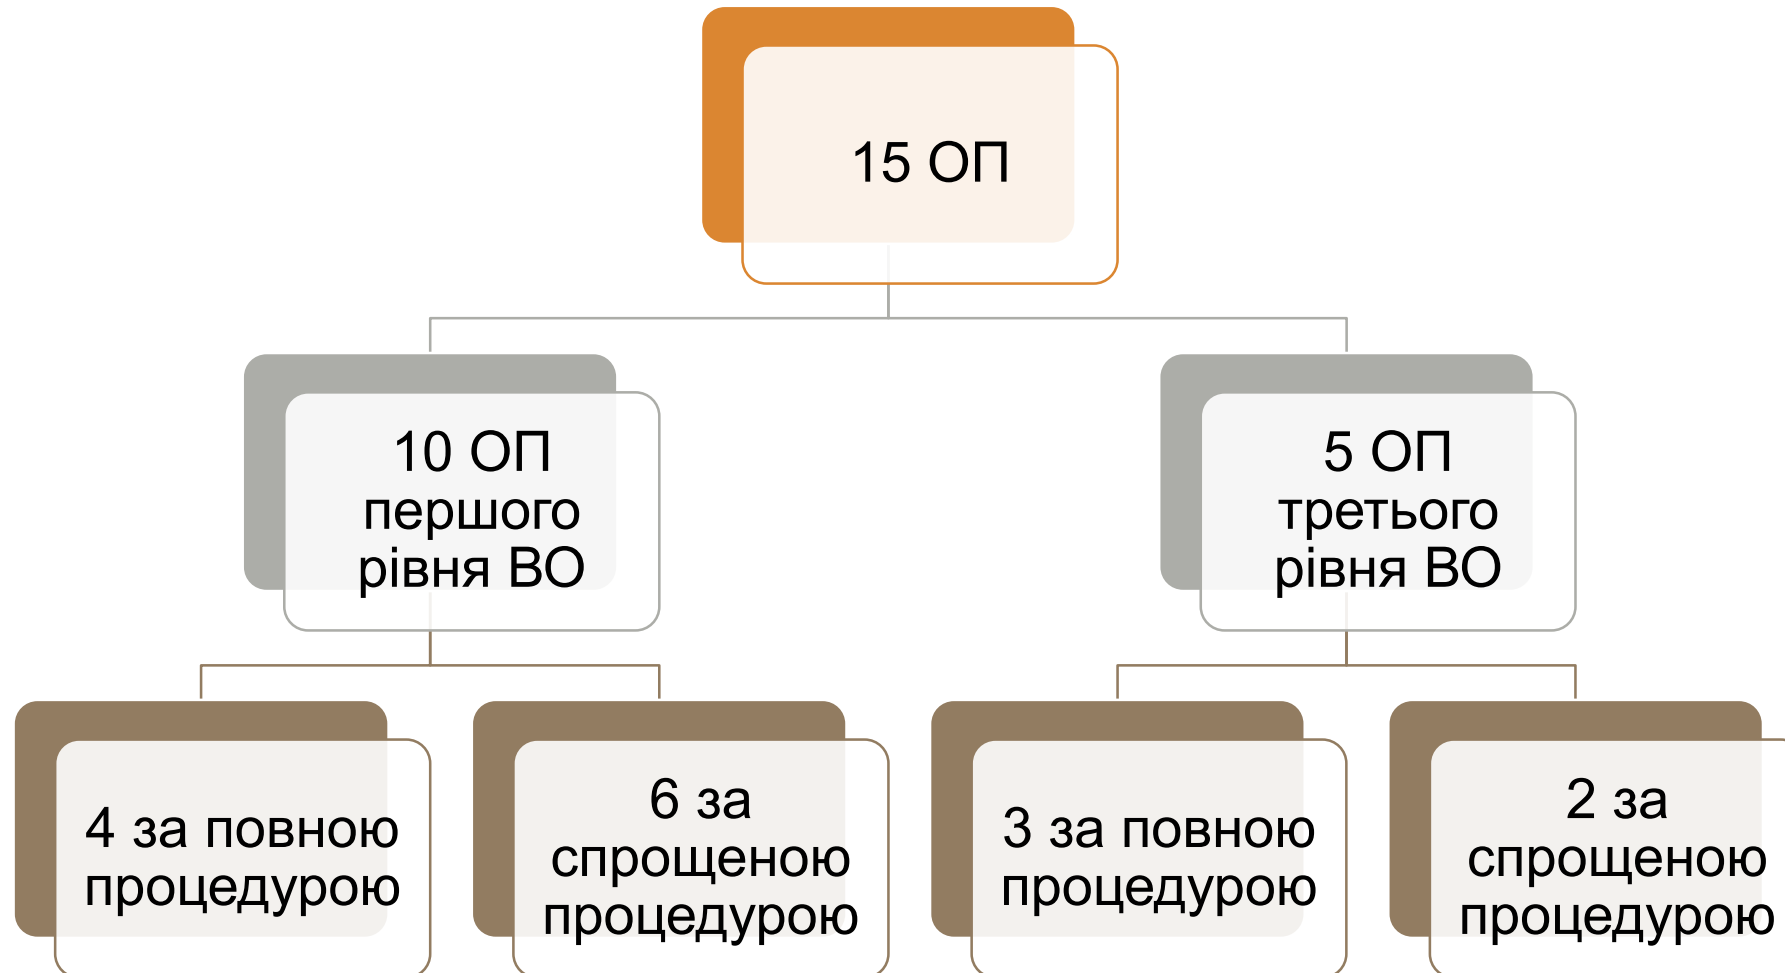 15 ОП
10 ОП
першого
рівня ВО
5 ОП
третього
рівня ВО
4 за повною
процедурою
6 за
спрощеною
процедурою
3 за повною
процедурою
2 за
спрощеною
процедурою